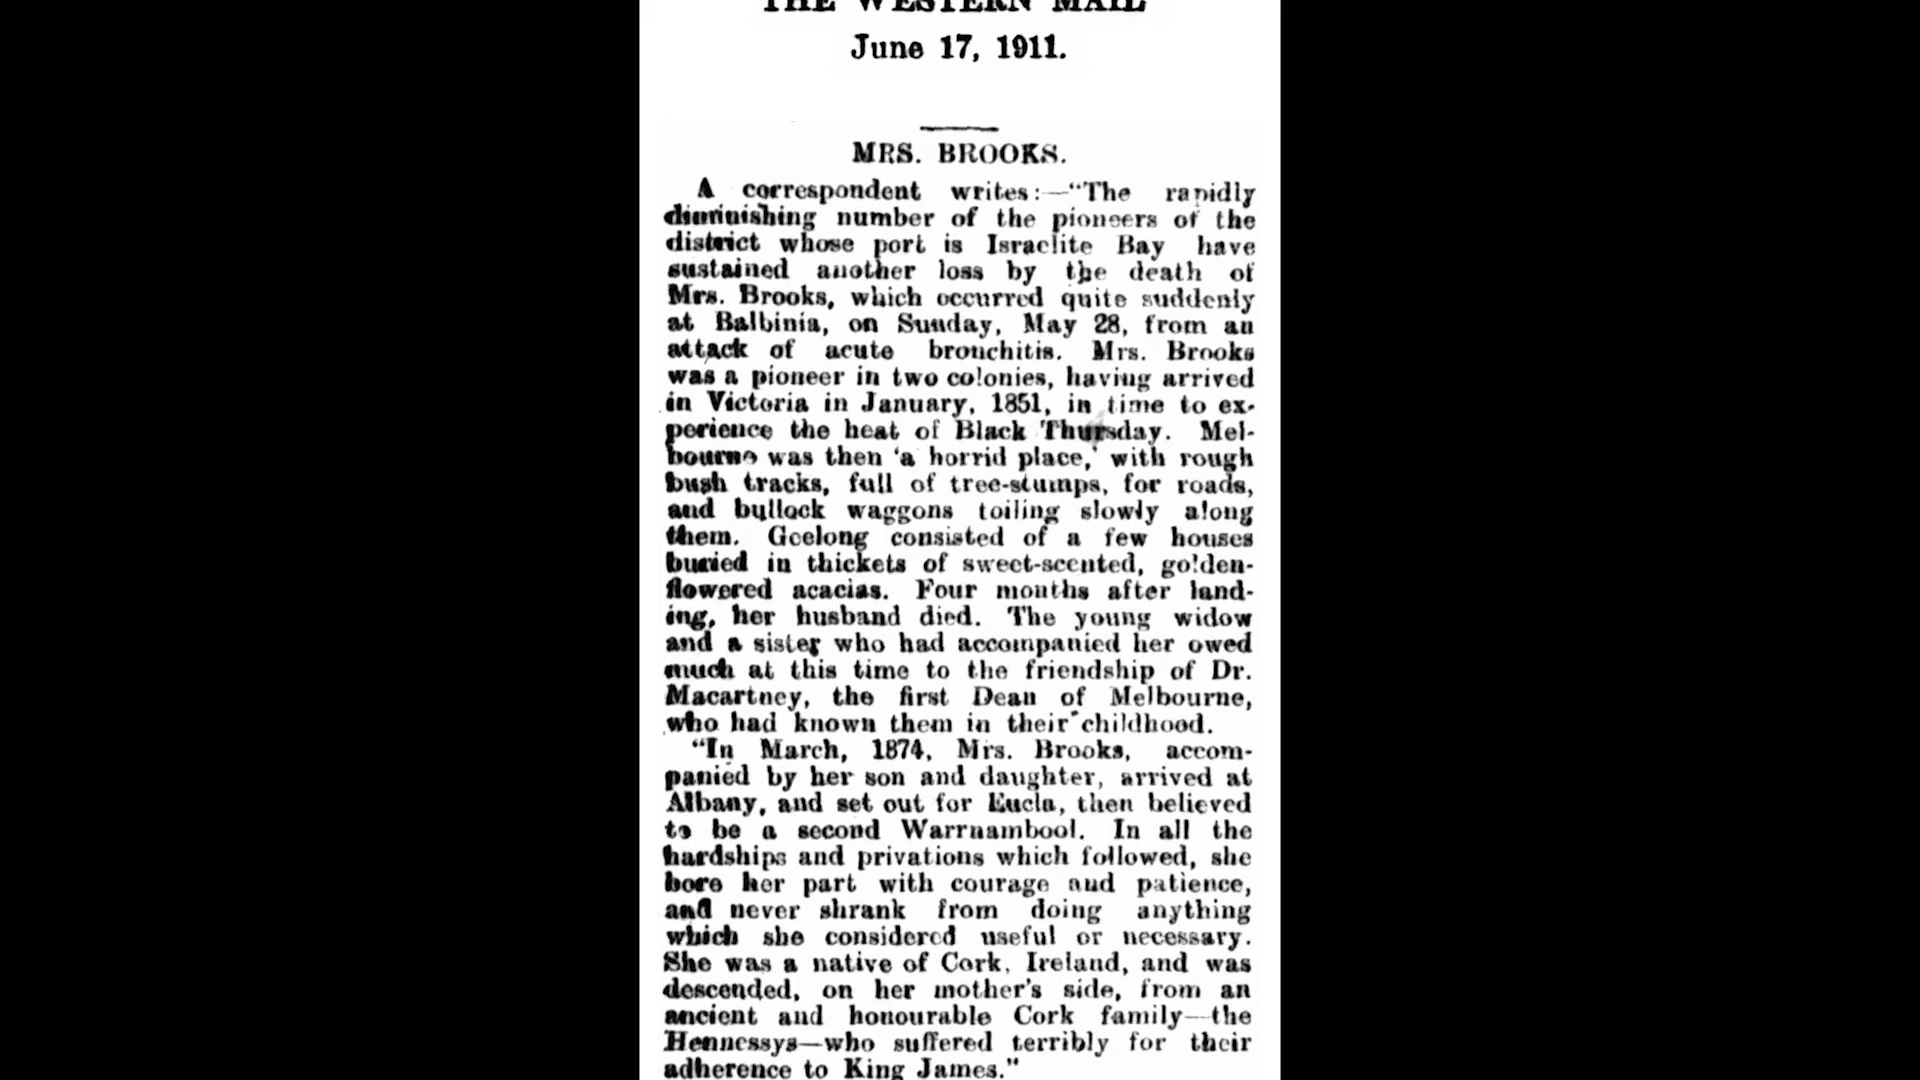 THE WESTERN MAIL
June 17, 1911.
MRS. BROOKS.
A correspondent writes:—"The rapidly
diminishing number of the pioneers of the
district whose port is Israelite Bay have
sustained another loss by the death of
Mrs. Brooks, which occurred quite suddenly
at Balbinia, on Sunday, May 28, from an
attack of acute bronchitis. Mrs. Brooks
was a pioneer in two colonies, having arrived
in Victoria in January, 1851, in time to ex-
perience the heat of Black Thursday. Mel-
bourne was then 'a horrid place,' with rough
bush tracks, full of tree-stumps, for roads,
and bullock waggons toiling slowly along
them. Geelong consisted of a few houses
buried in thickets of sweet-scented, golden-
flowered acacias. Four months after land-
ing, her husband died. The young widow
and a sister who had accompanied her owed
much at this time to the friendship of Dr.
Macartney, the first Dean of Melbourne,
who had known them in their childhood.
"In March, 1874, Mrs. Brooks, accom-
panied by her son and daughter, arrived at
Albany, and set out for Eucla, then believed
to be a second Warrnambool. In all the
hardships and privations which followed, she
bore her part with courage and patience,
and never shrank from doing anything
which she considered useful or necessary.
She was a native of Cork, Ireland, and was
descended, on her mother's side, from an
ancient and honourable Cork family—the
Hennessys—who suffered terribly for their
adherence to King James."